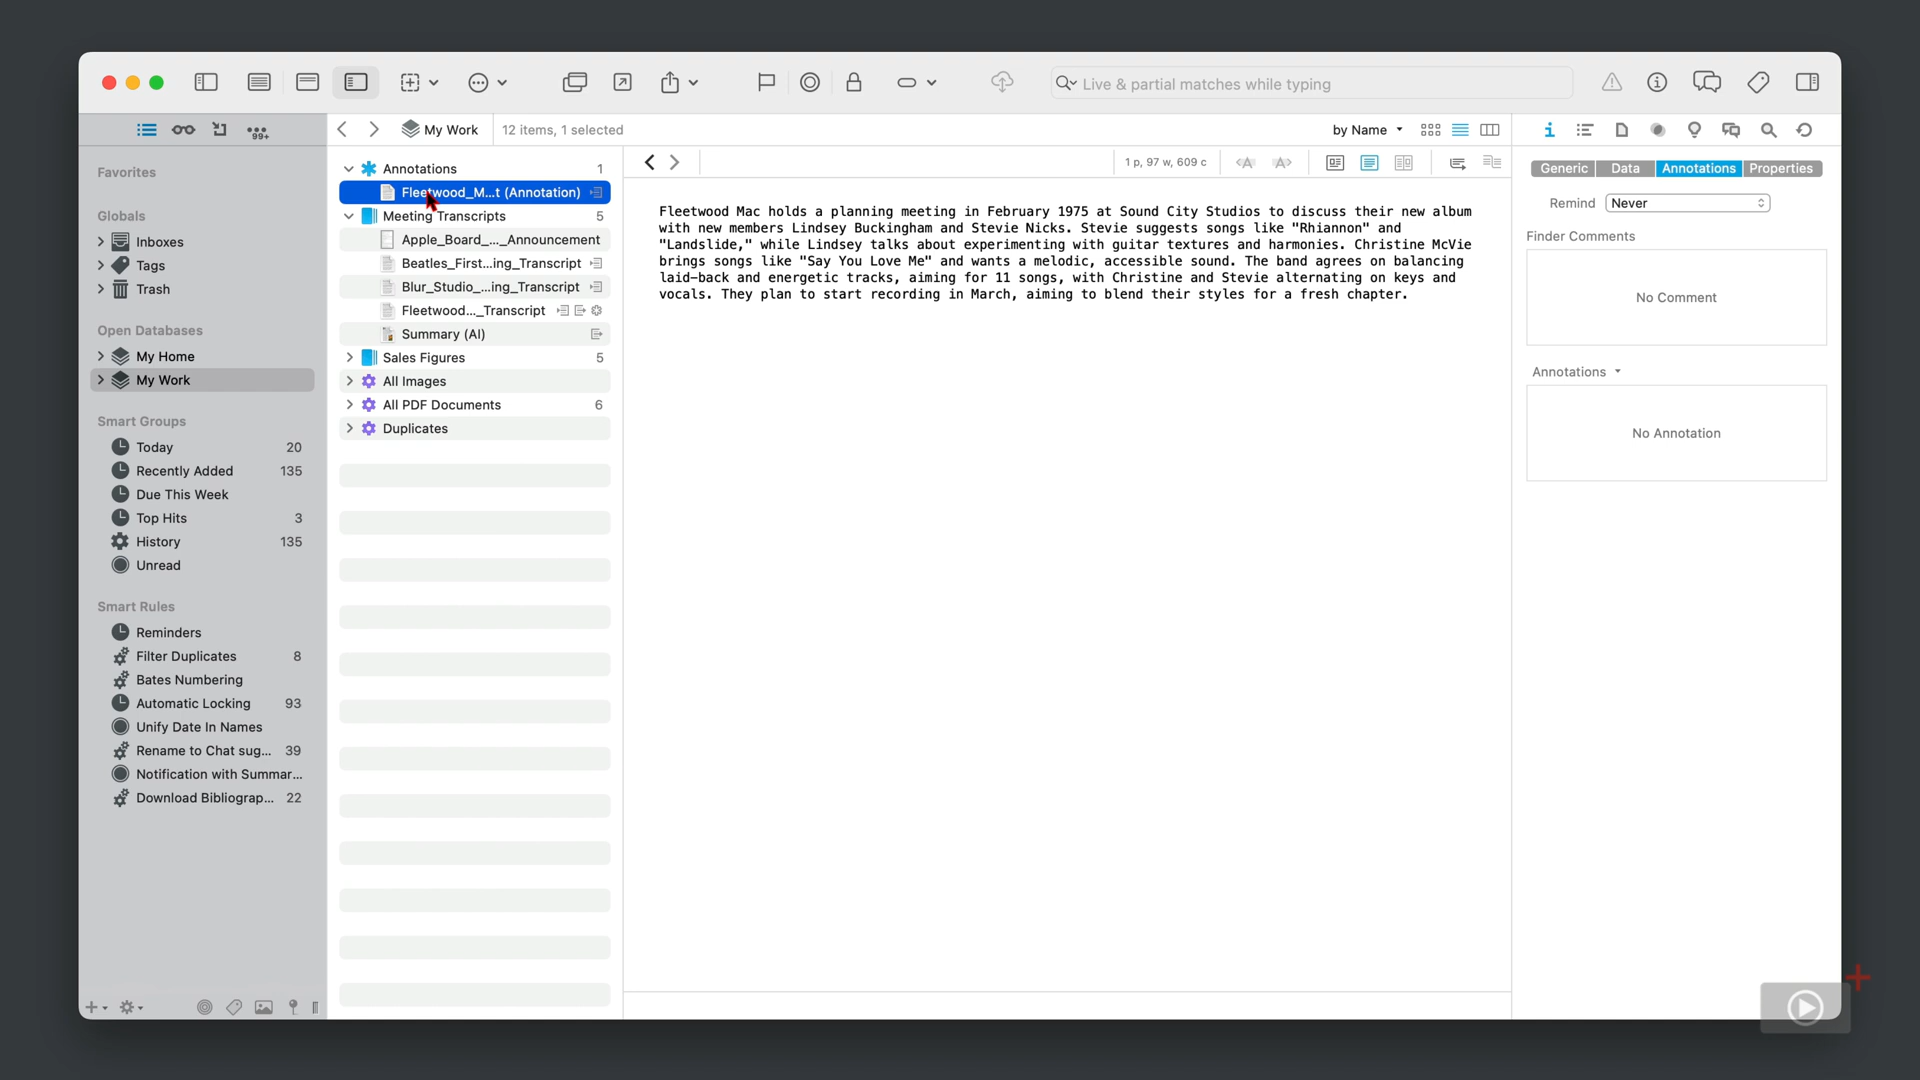 Live & partial matches while typing
99+
My Work
12 items, 1 selected
by Name
Favorites
Globals
Inboxes
Tags
Trash
Open Databases
My Home
My Work
Smart Groups
Today 20
Recently Added 135
Due This Week
Top Hits 3
History 135
Unread
Smart Rules
Reminders
Filter Duplicates 8
Bates Numbering
Automatic Locking 93
Unify Date In Names
Rename to Chat sug... 39
Notification with Summar...
Download Bibliograp... 22
Annotations 1
Fleetwood_M...t (Annotation)
Meeting Transcripts 5
Apple_Board_..._Announcement
Beatles_First...ing_Transcript
Blur_Studio_...ing_Transcript
Fleetwood..._Transcript
Summary (AI)
Sales Figures 5
All Images
All PDF Documents 6
Duplicates
1 p, 97 w, 609 c
Fleetwood Mac holds a planning meeting in February 1975 at Sound City Studios to discuss their new album
with new members Lindsey Buckingham and Stevie Nicks. Stevie suggests songs like "Rhiannon" and
"Landslide," while Lindsey talks about experimenting with guitar textures and harmonies. Christine McVie
brings songs like "Say You Love Me" and wants a melodic, accessible sound. The band agrees on balancing
laid-back and energetic tracks, aiming for 11 songs, with Christine and Stevie alternating on keys and
vocals. They plan to start recording in March, aiming to blend their styles for a fresh chapter.
Generic Data Annotations Properties
Remind Never
Finder Comments
No Comment
Annotations
No Annotation